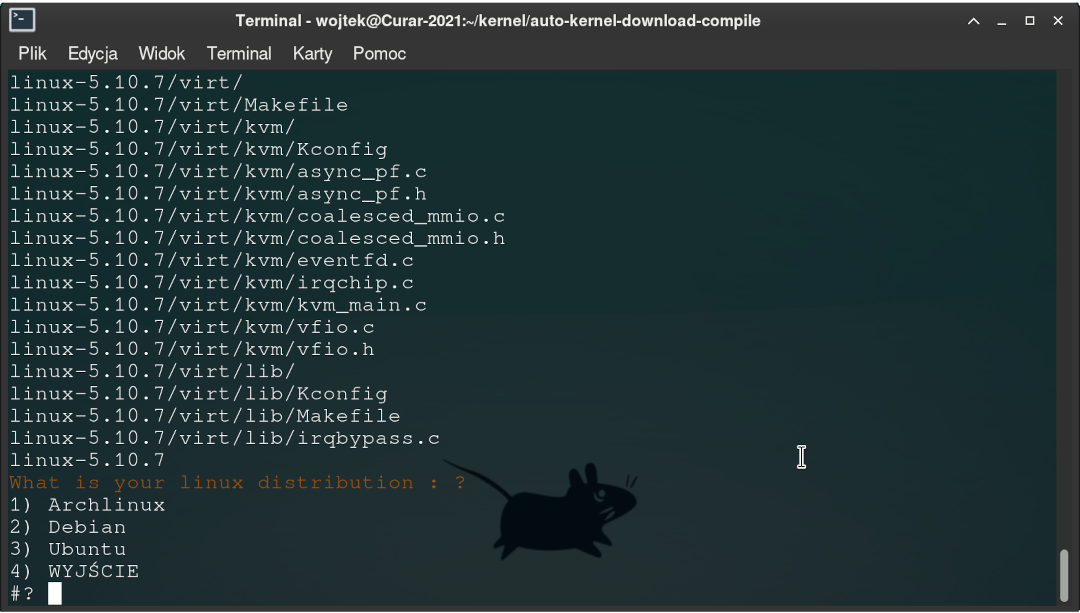 Terminal - wojtek@Curar-2021:~/kernel/auto-kernel-download-compile
Plik Edycja Widok Terminal Karty Pomoc
linux-5.10.7/virt/
linux-5.10.7/virt/Makefile
linux-5.10.7/virt/kvm/
linux-5.10.7/virt/kvm/Kconfig
linux-5.10.7/virt/kvm/async_pf.c
linux-5.10.7/virt/kvm/async_pf.h
linux-5.10.7/virt/kvm/coalesced_mmio.c
linux-5.10.7/virt/kvm/coalesced_mmio.h
linux-5.10.7/virt/kvm/eventfd.c
linux-5.10.7/virt/kvm/irqchip.c
linux-5.10.7/virt/kvm/kvm_main.c
linux-5.10.7/virt/kvm/vfio.c
linux-5.10.7/virt/kvm/vfio.h
linux-5.10.7/virt/lib/
linux-5.10.7/virt/lib/Kconfig
linux-5.10.7/virt/lib/Makefile
linux-5.10.7/virt/lib/irqbypass.c
linux-5.10.7
What is your linux distribution : ?
1) Archlinux
2) Debian
3) Ubuntu
4) WYJŚCIE
#?